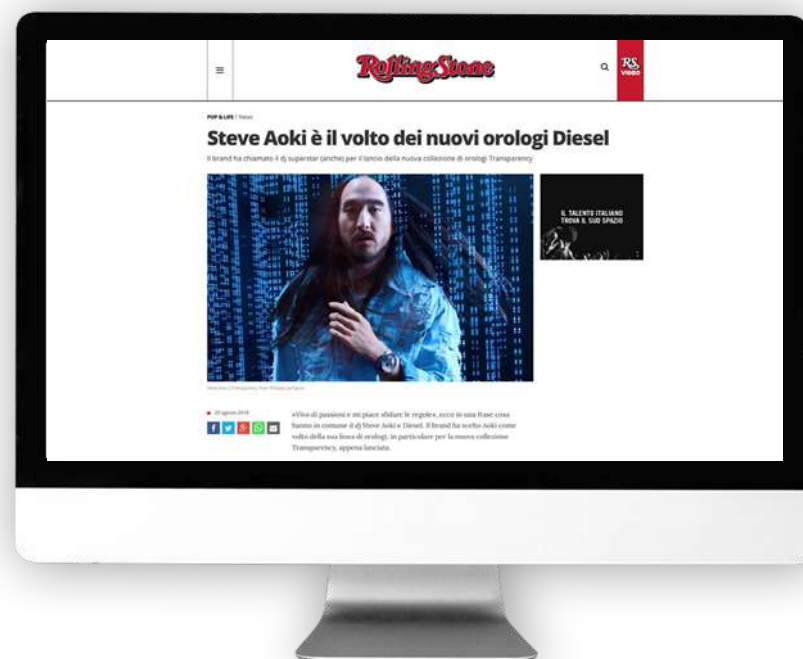 Rolling Stone
RS
VIDEO
POP & LIFE / News
Steve Aoki è il volto dei nuovi orologi Diesel
Il brand ha chiamato il dj superstar (anche) per il lancio della nuova collezione di orologi Transparency
IL TALENTO ITALIANO
TROVA IL SUO SPAZIO
20 agosto 2018
«Vivo di passioni e mi piace sfidare le regole», ecco in una frase cosa
hanno in comune il dj Steve Aoki e Diesel. Il brand ha scelto Aoki come
volto della sua linea di orologi, in particolare per la nuova collezione
Transparency, appena lanciata.